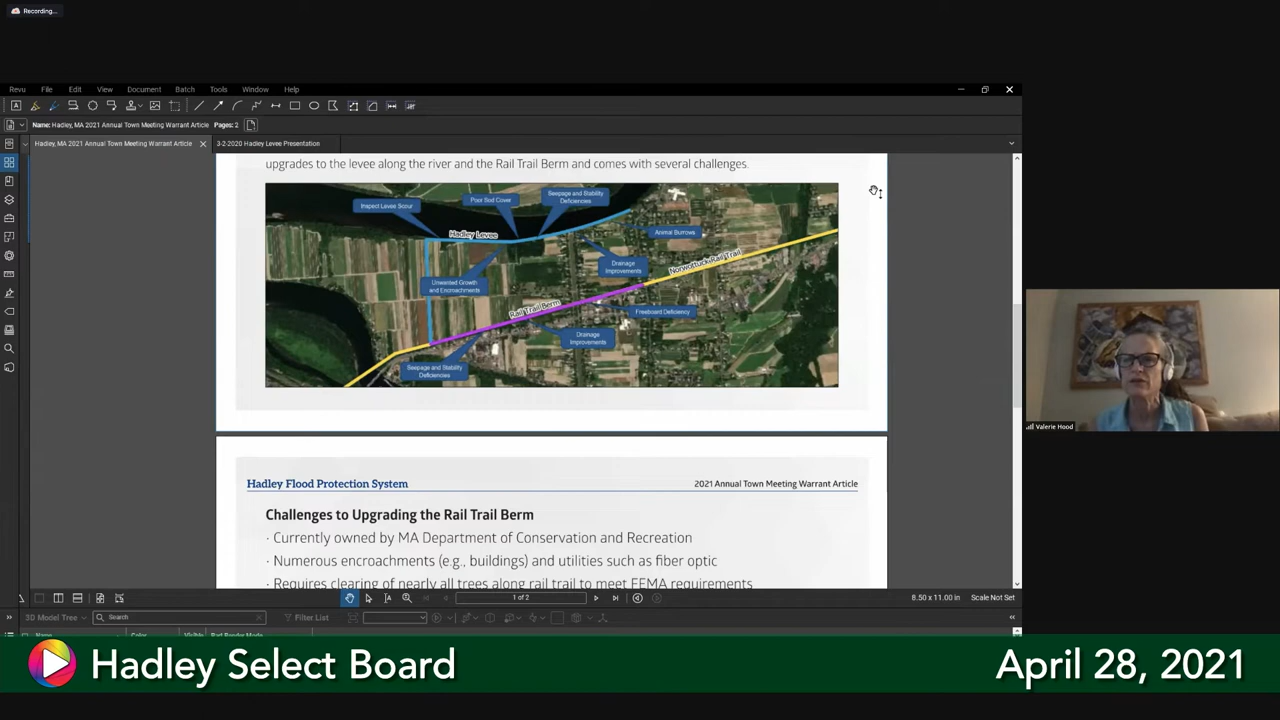 Recording...
Revu File Edit View Document Batch Tools Window Help
Name: Hadley, MA 2021 Annual Town Meeting Warrant Article Pages: 2
Hadley, MA 2021 Annual Town Meeting Warrant Article
3-2-2020 Hadley Levee Presentation
upgrades to the levee along the river and the Rail Trail Berm and comes with several challenges.
Inspect Levee Scour
Poor Sod Cover
Seepage and Stability
Deficiencies
Hadley Levee
Animal Burrows
Drainage
Improvements
Norwottuck Rail Trail
Unwanted Growth
and Encroachments
Rail Trail Berm
Freeboard Deficiency
Drainage
Improvements
Seepage and Stability
Deficiencies
Valerie Hood
Hadley Flood Protection System
2021 Annual Town Meeting Warrant Article
Challenges to Upgrading the Rail Trail Berm
· Currently owned by MA Department of Conservation and Recreation
· Numerous encroachments (e.g., buildings) and utilities such as fiber optic
· Requires clearing of nearly all trees along rail trail to meet FEMA requirements
1 of 2
8.50 x 11.00 in
Scale Not Set
3D Model Tree
Search
Filter List
Name Color Visible
Hadley Select Board
April 28, 2021